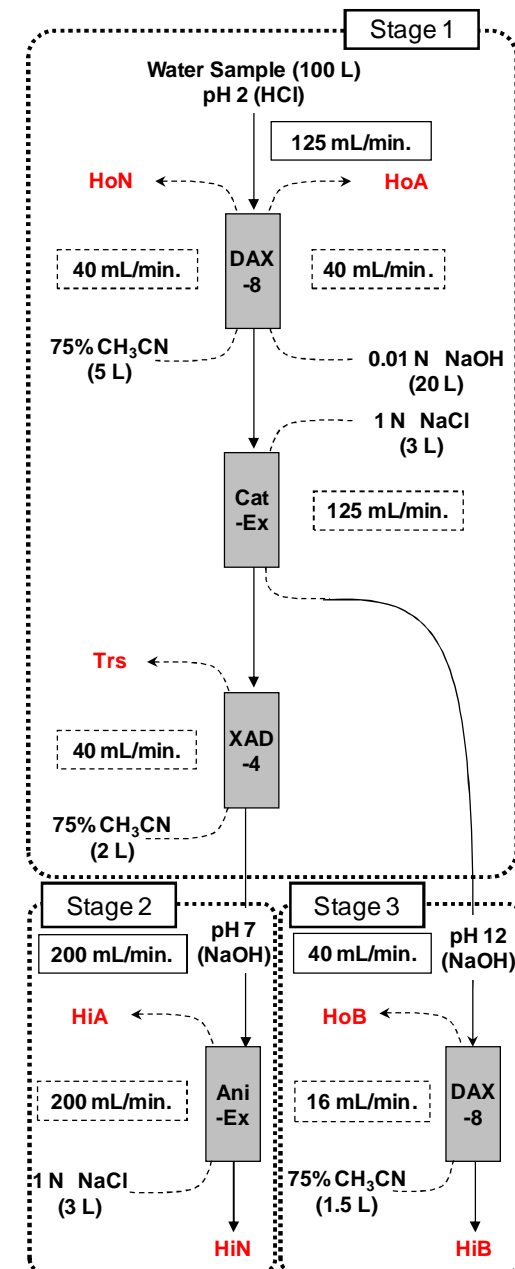 Stage 1
Water Sample (100 L)
pH 2 (HCl)
125 mL/min.
HoN
HoA
DAX
-8
40 mL/min.
40 mL/min.
75% CH₃CN
(5 L)
0.01 N NaOH
(20 L)
1 N NaCl
(3 L)
Cat
-Ex
125 mL/min.
Trs
XAD
-4
40 mL/min.
75% CH₃CN
(2 L)
Stage 2
pH 7
(NaOH)
200 mL/min.
HiA
Ani
-Ex
200 mL/min.
1 N NaCl
(3 L)
HiN
Stage 3
pH 12
(NaOH)
40 mL/min.
HoB
DAX
-8
16 mL/min.
75% CH₃CN
(1.5 L)
HiB